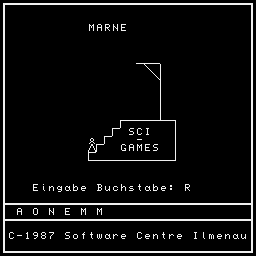 MARNE
SCI
-
GAMES
Eingabe Buchstabe: R
A O N E M M
C-1987 Software Centre Ilmenau